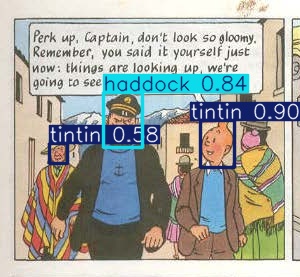 Perk up, Captain, don't look so gloomy.
Remember, you said it yourself just
now: things are looking up, we're
going to see
haddock 0.84
tintin 0.58
tintin 0.90